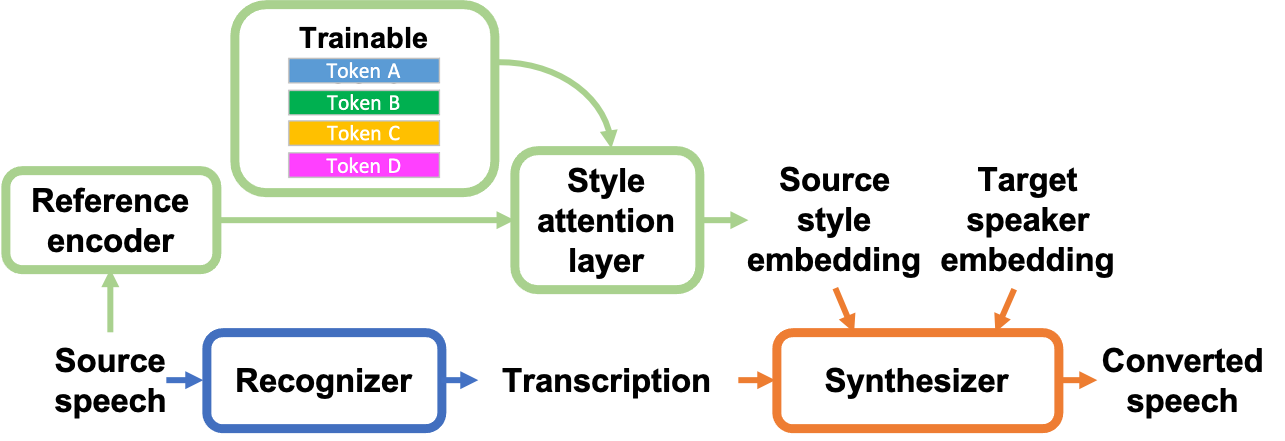 Trainable
Token A
Token B
Token C
Token D
Reference
encoder
Style
attention
layer
Source
style
embedding
Target
speaker
embedding
Source
speech
Recognizer
Transcription
Synthesizer
Converted
speech